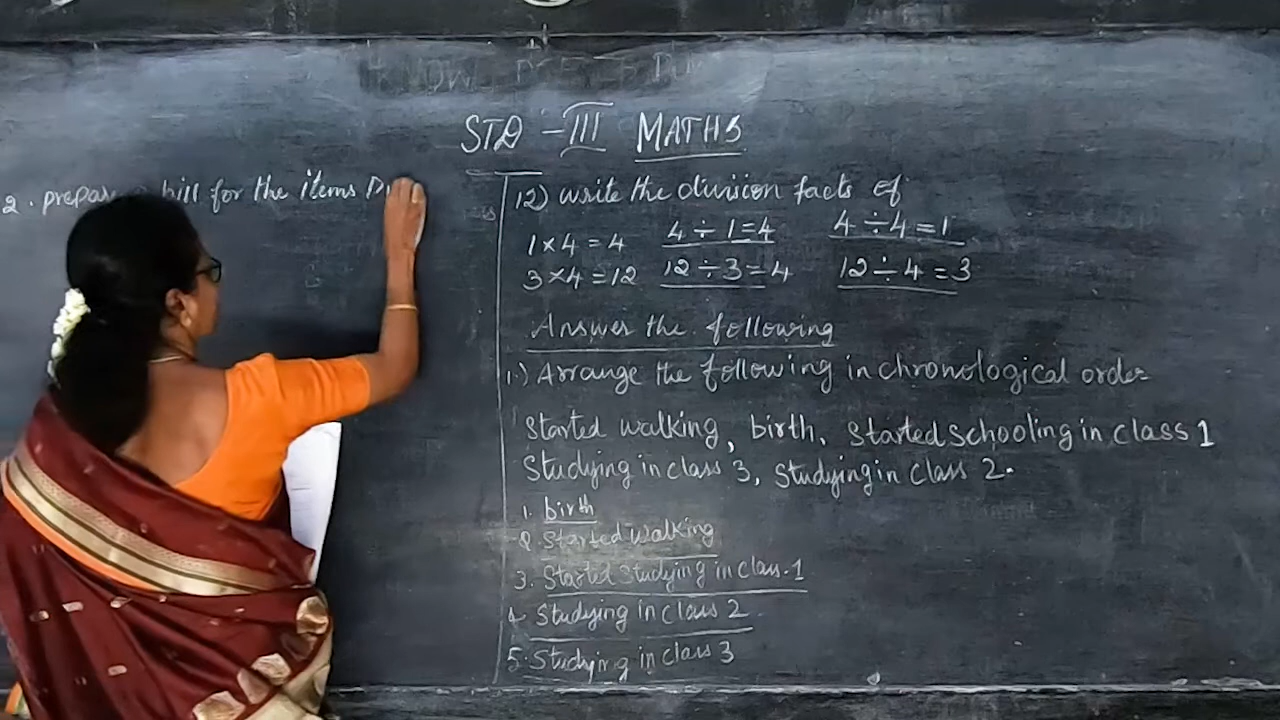 STD - III MATHS
2. prepare a bill for the items
12) write the division facts of
1 x 4 = 4 4 ÷ 1 = 4 4 ÷ 4 = 1
3 x 4 = 12 12 ÷ 3 = 4 12 ÷ 4 = 3
Answer the following
1.) Arrange the following in chronological order
Started walking, birth, Started Schooling in class 1
Studying in class 3, Studying in class 2.
1. birth
2. Started walking
3. Started Studying in class 1
4. Studying in class 2
5. Studying in class 3